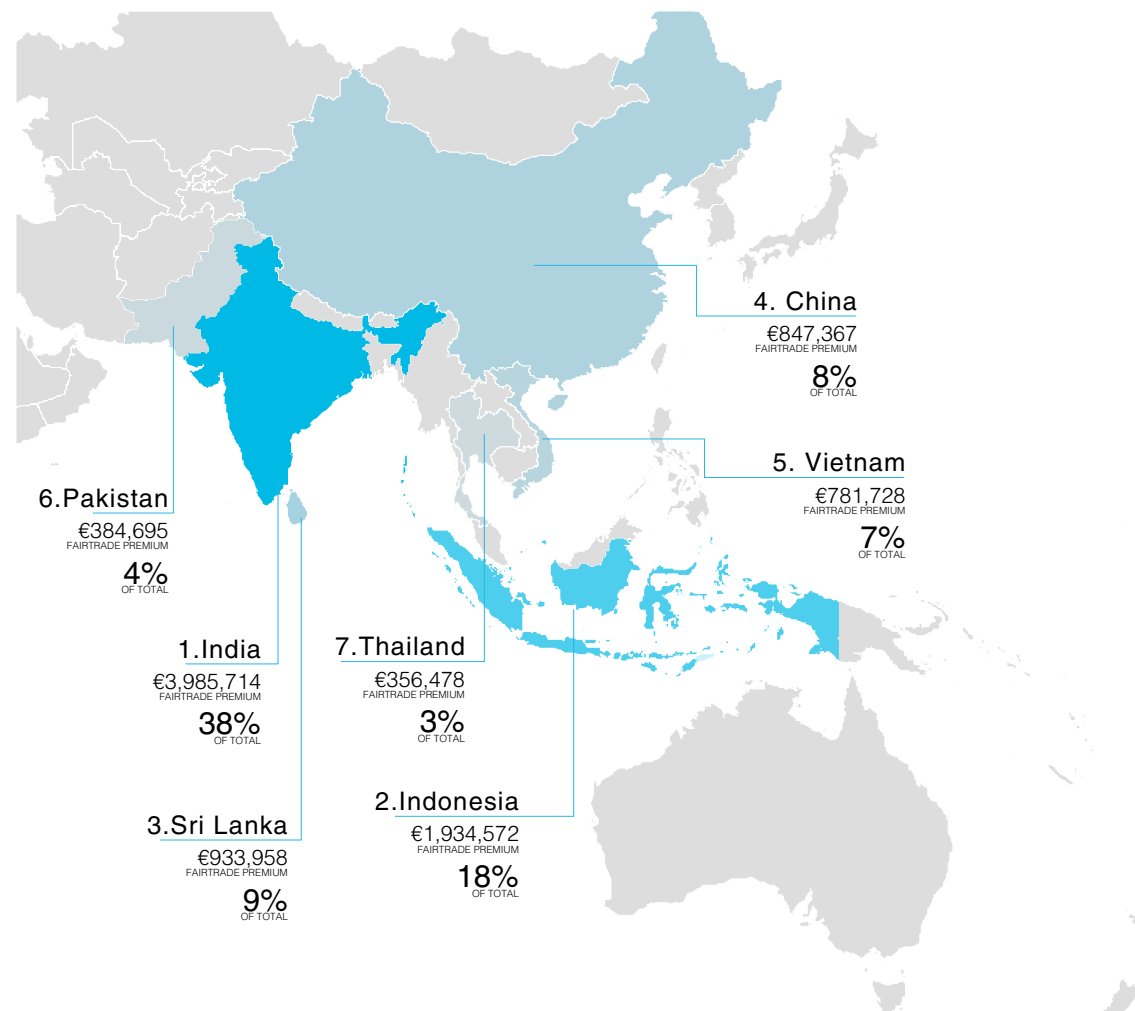 4. China
€847,367
FAIRTRADE PREMIUM
8%
OF TOTAL
5. Vietnam
€781,728
FAIRTRADE PREMIUM
7%
OF TOTAL
6.Pakistan
€384,695
FAIRTRADE PREMIUM
4%
OF TOTAL
1.India
€3,985,714
FAIRTRADE PREMIUM
38%
OF TOTAL
7.Thailand
€356,478
FAIRTRADE PREMIUM
3%
OF TOTAL
2.Indonesia
€1,934,572
FAIRTRADE PREMIUM
18%
OF TOTAL
3.Sri Lanka
€933,958
FAIRTRADE PREMIUM
9%
OF TOTAL